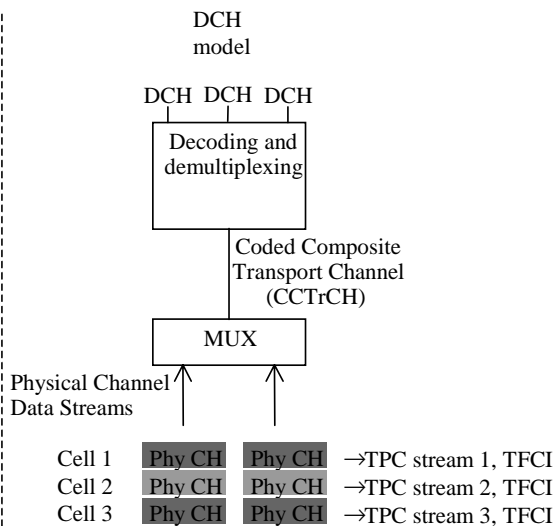 DCH
model
DCH DCH DCH
Decoding and
demultiplexing
Coded Composite
Transport Channel
(CCTrCH)
MUX
Physical Channel
Data Streams
Cell 1 Phy CH Phy CH →TPC stream 1, TFCI
Cell 2 Phy CH Phy CH →TPC stream 2, TFCI
Cell 3 Phy CH Phy CH →TPC stream 3, TFCI